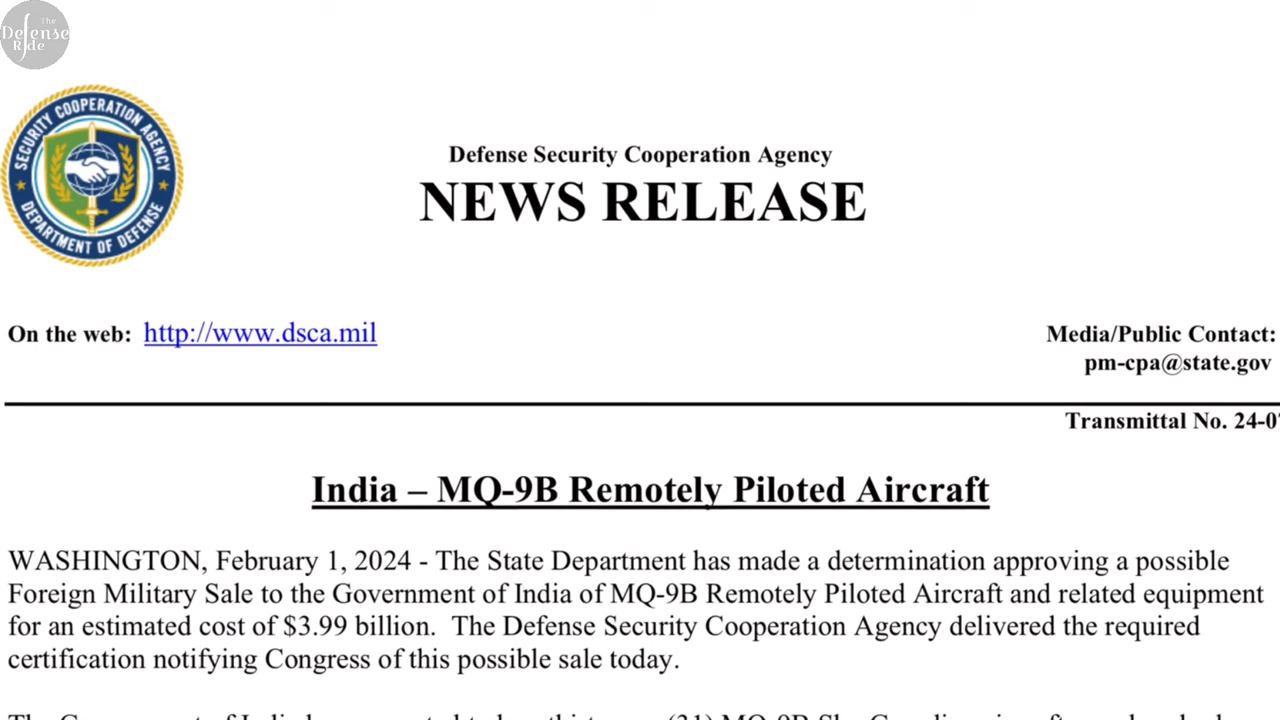 The
Defense
Ride
SECURITY COOPERATION AGENCY
DEPARTMENT OF DEFENSE
Defense Security Cooperation Agency
NEWS RELEASE
On the web: http://www.dsca.mil
Media/Public Contact:
pm-cpa@state.gov
Transmittal No. 24-0
India – MQ-9B Remotely Piloted Aircraft
WASHINGTON, February 1, 2024 - The State Department has made a determination approving a possible
Foreign Military Sale to the Government of India of MQ-9B Remotely Piloted Aircraft and related equipment
for an estimated cost of $3.99 billion. The Defense Security Cooperation Agency delivered the required
certification notifying Congress of this possible sale today.